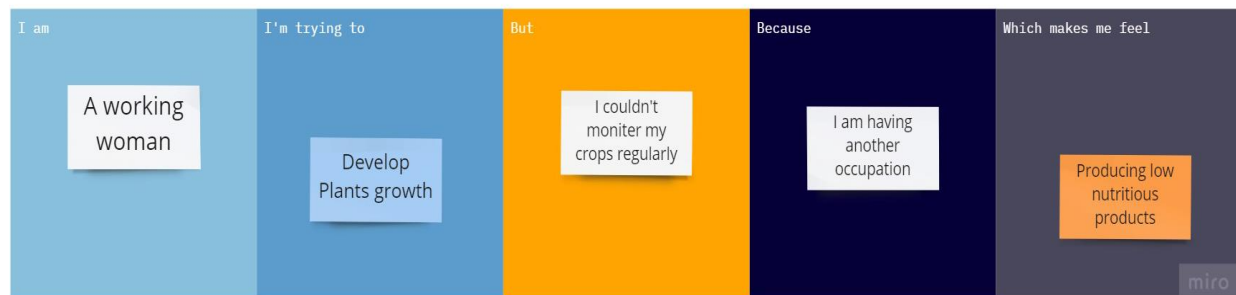 I am
I'm trying to
But
Because
Which makes me feel
A working
woman
Develop
Plants growth
I couldn't
moniter my
crops regularly
I am having
another
occupation
Producing low
nutritious
products
miro